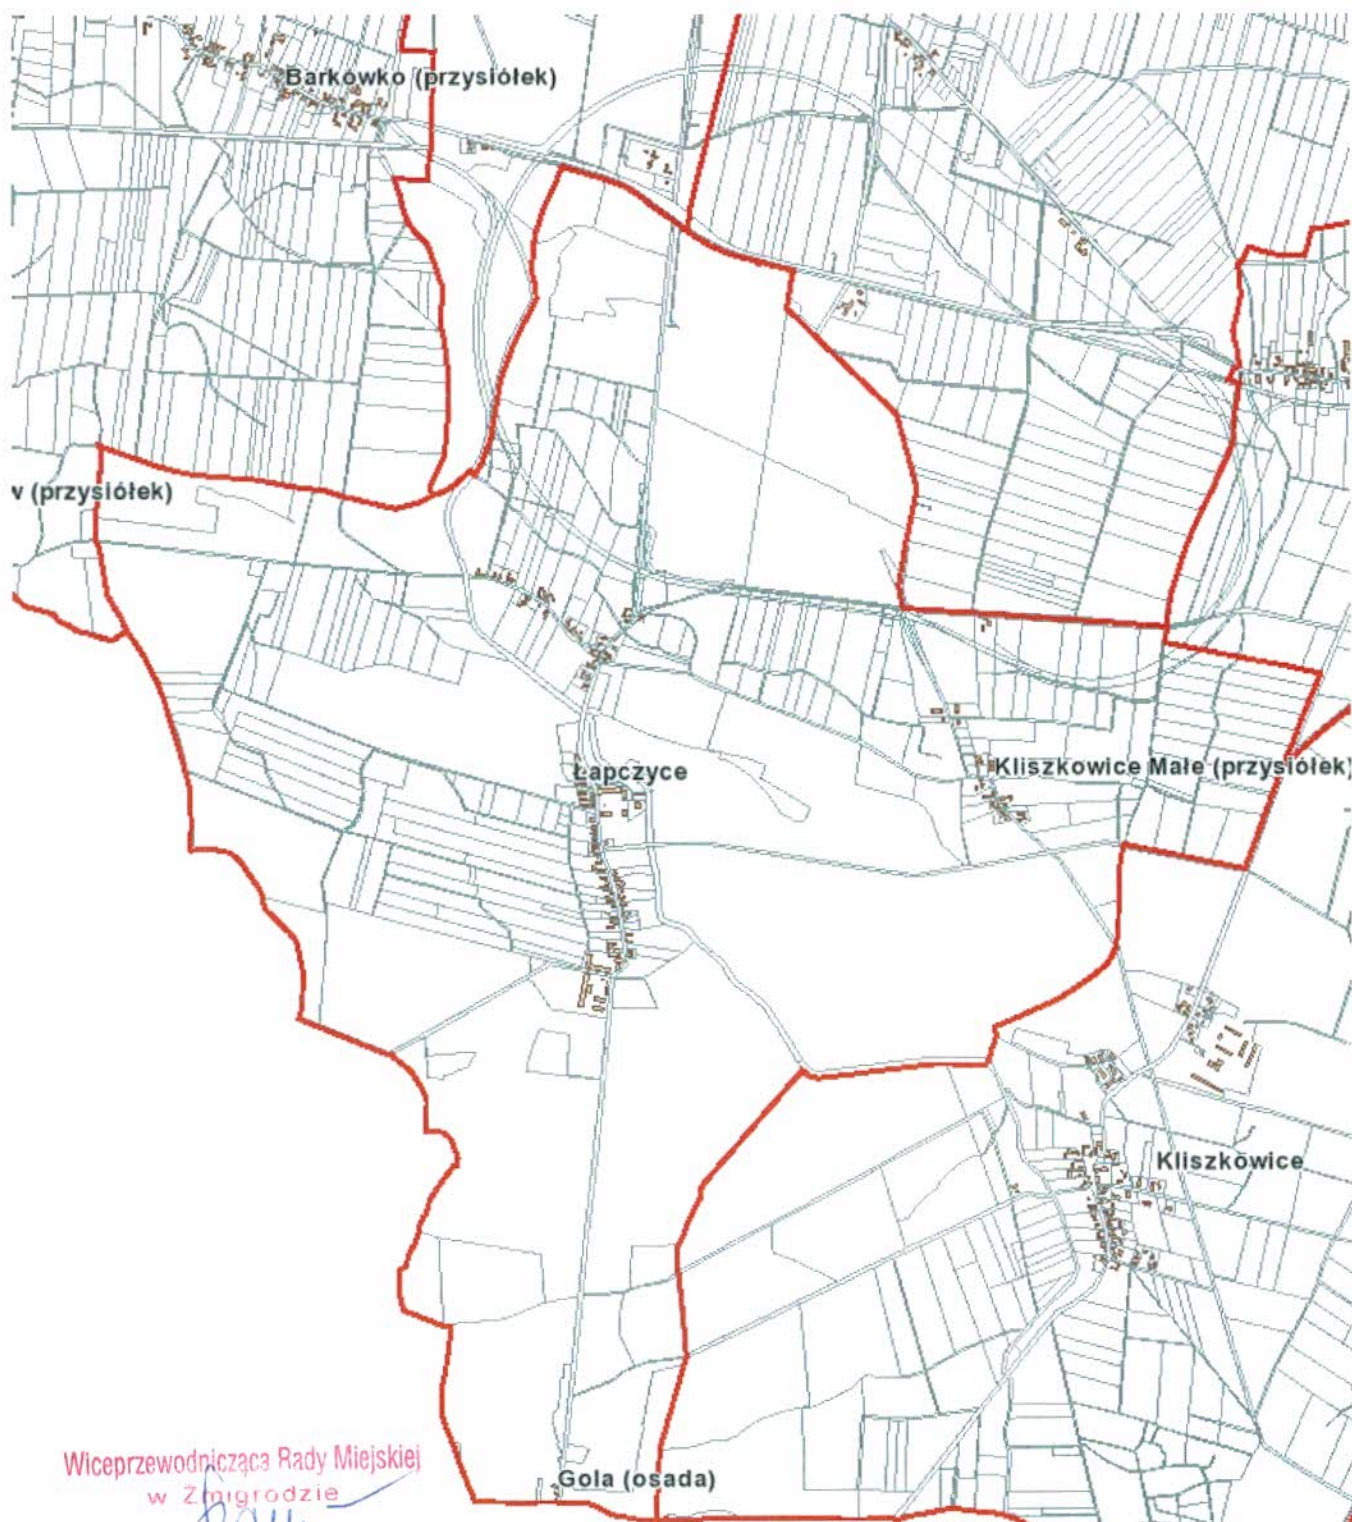 Barkówko (przysiółek)
w (przysiółek)
Łapczyce
Kliszkowice Małe (przysiółek)
Kliszkowice
Wiceprzewodnicząca Rady Miejskiej
w Żmigrodzie
Gola (osada)